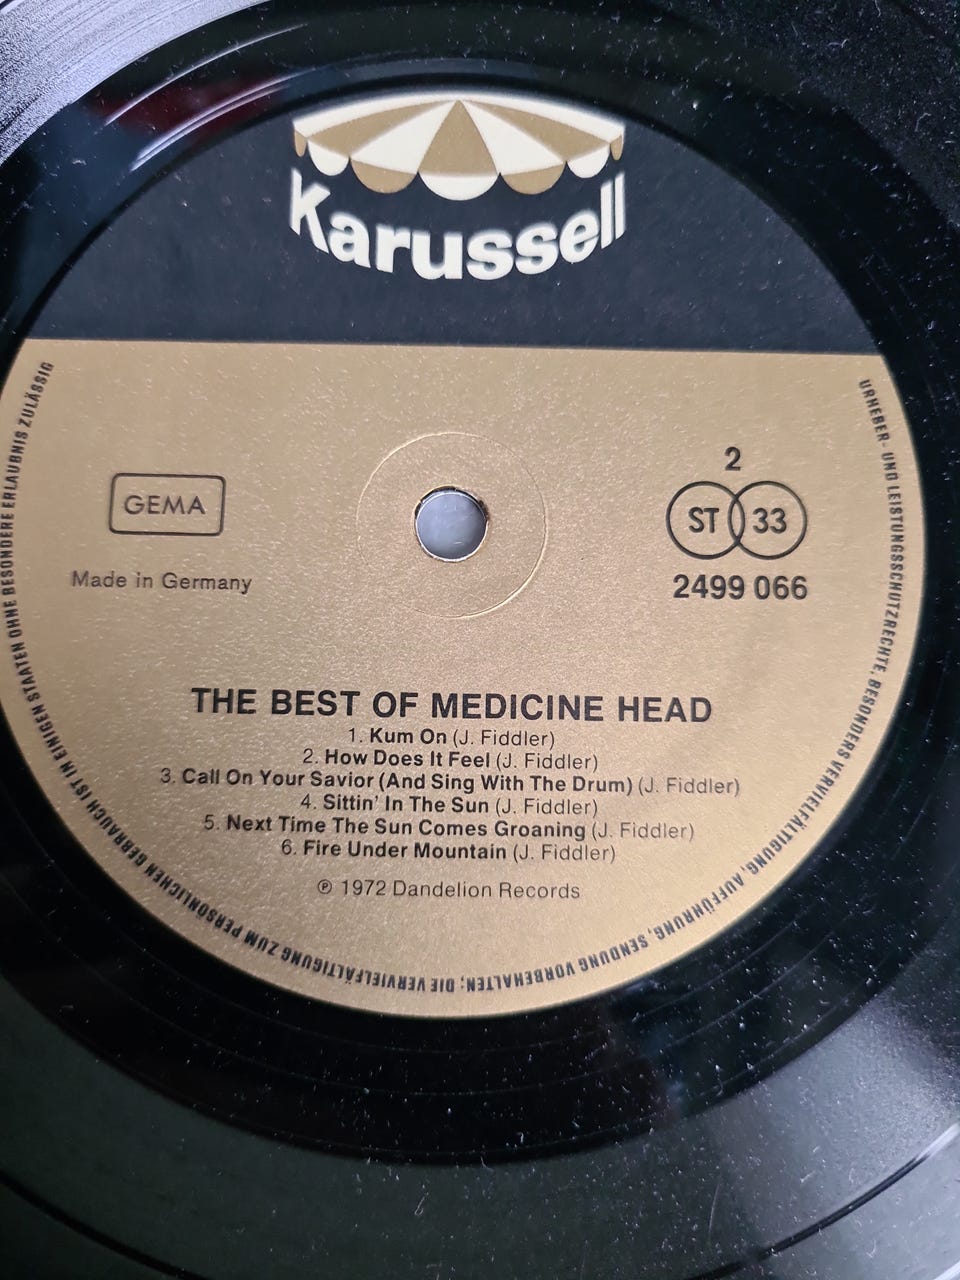 Karussell
GEMA
Made in Germany
2
ST 33
2499 066
THE BEST OF MEDICINE HEAD
1. Kum On (J. Fiddler)
2. How Does It Feel (J. Fiddler)
3. Call On Your Savior (And Sing With The Drum) (J. Fiddler)
4. Sittin' In The Sun (J. Fiddler)
5. Next Time The Sun Comes Groaning (J. Fiddler)
6. Fire Under Mountain (J. Fiddler)
℗ 1972 Dandelion Records
URHEBER- UND LEISTUNGSSCHUTZRECHTE, BESONDERS VERVIELFÄLTIGUNG, AUFFÜHRUNG, SENDUNG VORBEHALTEN; DIE VERVIELFÄLTIGUNG ZUM PERSÖNLICHEN GEBRAUCH IST IN EINIGEN STAATEN OHNE BESONDERE ERLAUBNIS ZULÄSSIG